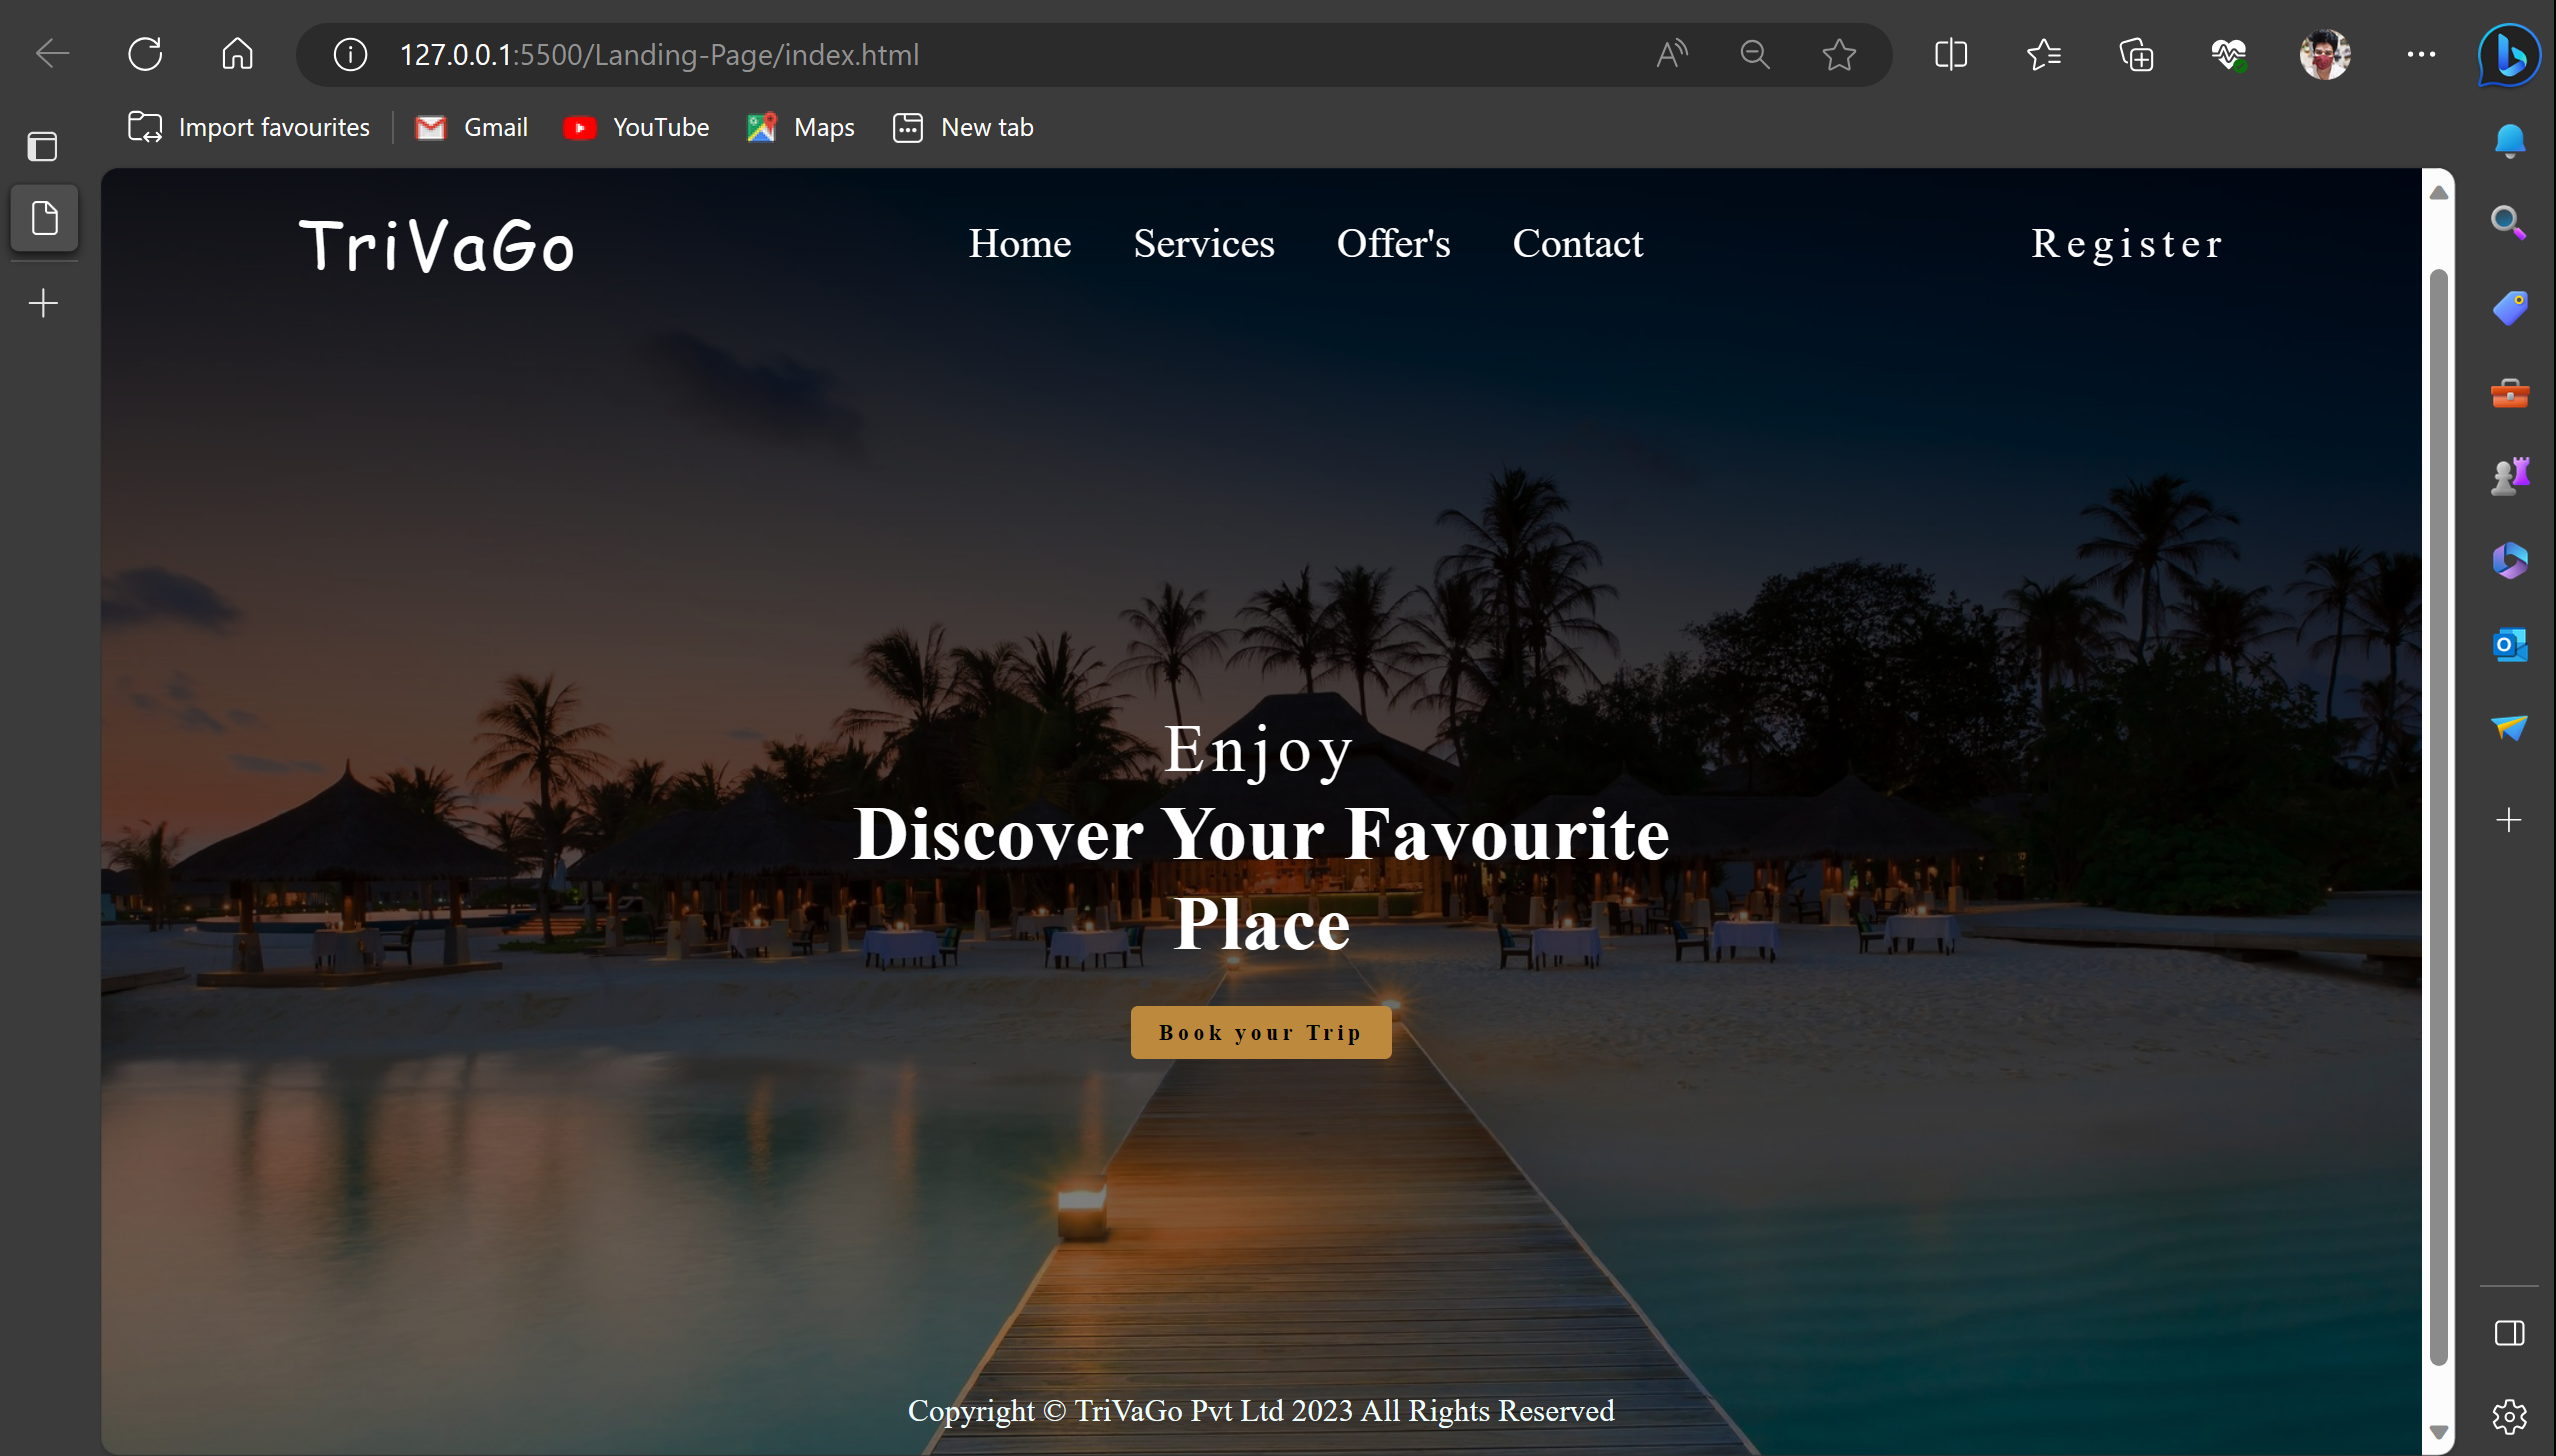 127.0.0.1:5500/Landing-Page/index.html
Import favourites Gmail YouTube Maps New tab
TriVaGo Home Services Offer's Contact Register
Enjoy
Discover Your Favourite
Place
Book your Trip
Copyright © TriVaGo Pvt Ltd 2023 All Rights Reserved